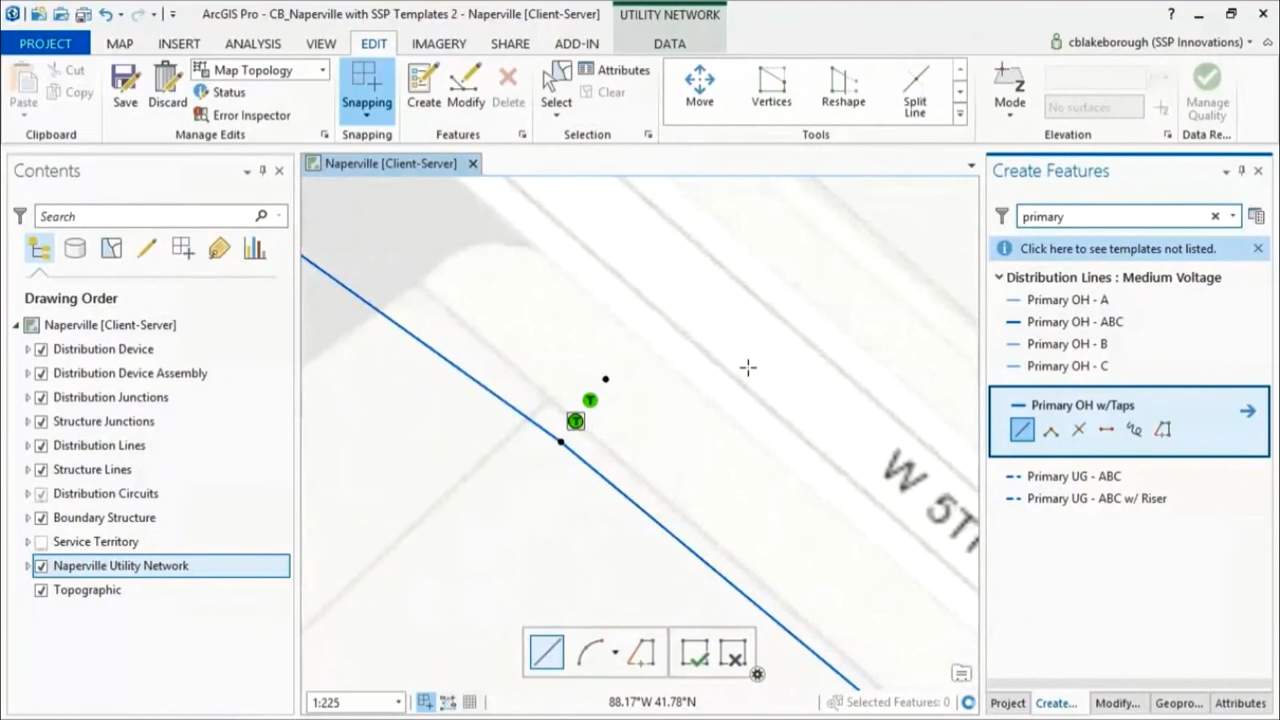 ArcGIS Pro - CB_Naperville with SSP Templates 2 - Naperville [Client-Server]
UTILITY NETWORK
?
PROJECT
MAP
INSERT
ANALYSIS
VIEW
EDIT
IMAGERY
SHARE
ADD-IN
DATA
cblakeborough (SSP Innovations)
Paste
Cut
Copy
Clipboard
Save
Discard
Map Topology
Status
Error Inspector
Manage Edits
Snapping
Snapping
Create
Modify
Delete
Features
Select
Attributes
Clear
Selection
Move
Vertices
Reshape
Split
Line
Tools
Z
Mode
No surfaces
Elevation
Manage
Quality
Data Re...
Contents
Search
Drawing Order
Naperville [Client-Server]
Distribution Device
Distribution Device Assembly
Distribution Junctions
Structure Junctions
Distribution Lines
Structure Lines
Distribution Circuits
Boundary Structure
Service Territory
Naperville Utility Network
Topographic
Naperville [Client-Server]
T
T
W 5T
1:225
88.17°W 41.78°N
Selected Features: 0
Create Features
primary
Click here to see templates not listed.
Distribution Lines : Medium Voltage
Primary OH - A
Primary OH - ABC
Primary OH - B
Primary OH - C
Primary OH w/Taps
Primary UG - ABC
Primary UG - ABC w/ Riser
Project
Create...
Modify...
Geopro...
Attributes